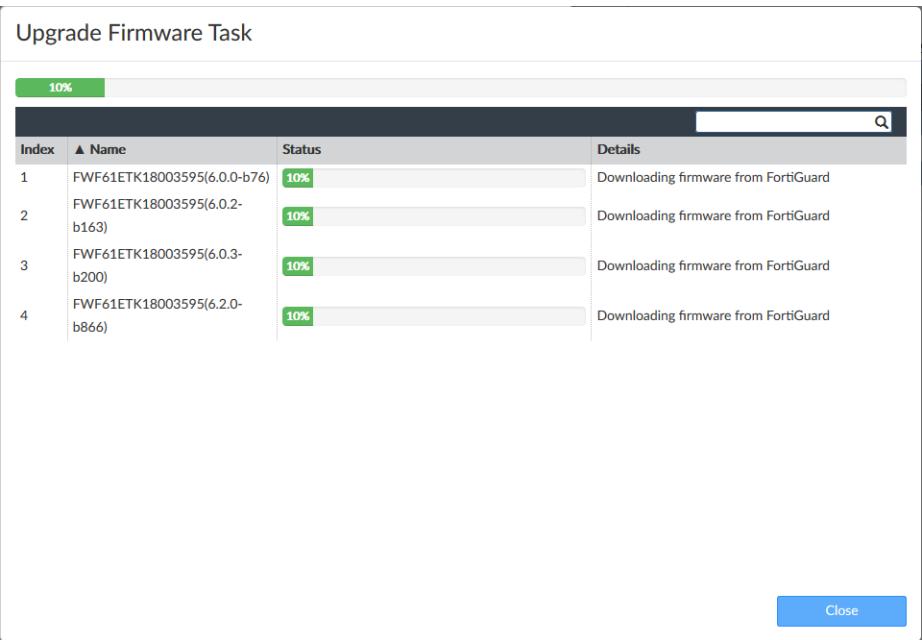 Upgrade Firmware Task
10%
Index ▲ Name Status Details
1 FWF61ETK18003595(6.0.0-b76) 10% Downloading firmware from FortiGuard
2 FWF61ETK18003595(6.0.2-
b163) 10% Downloading firmware from FortiGuard
3 FWF61ETK18003595(6.0.3-
b200) 10% Downloading firmware from FortiGuard
4 FWF61ETK18003595(6.2.0-
b866) 10% Downloading firmware from FortiGuard
Close